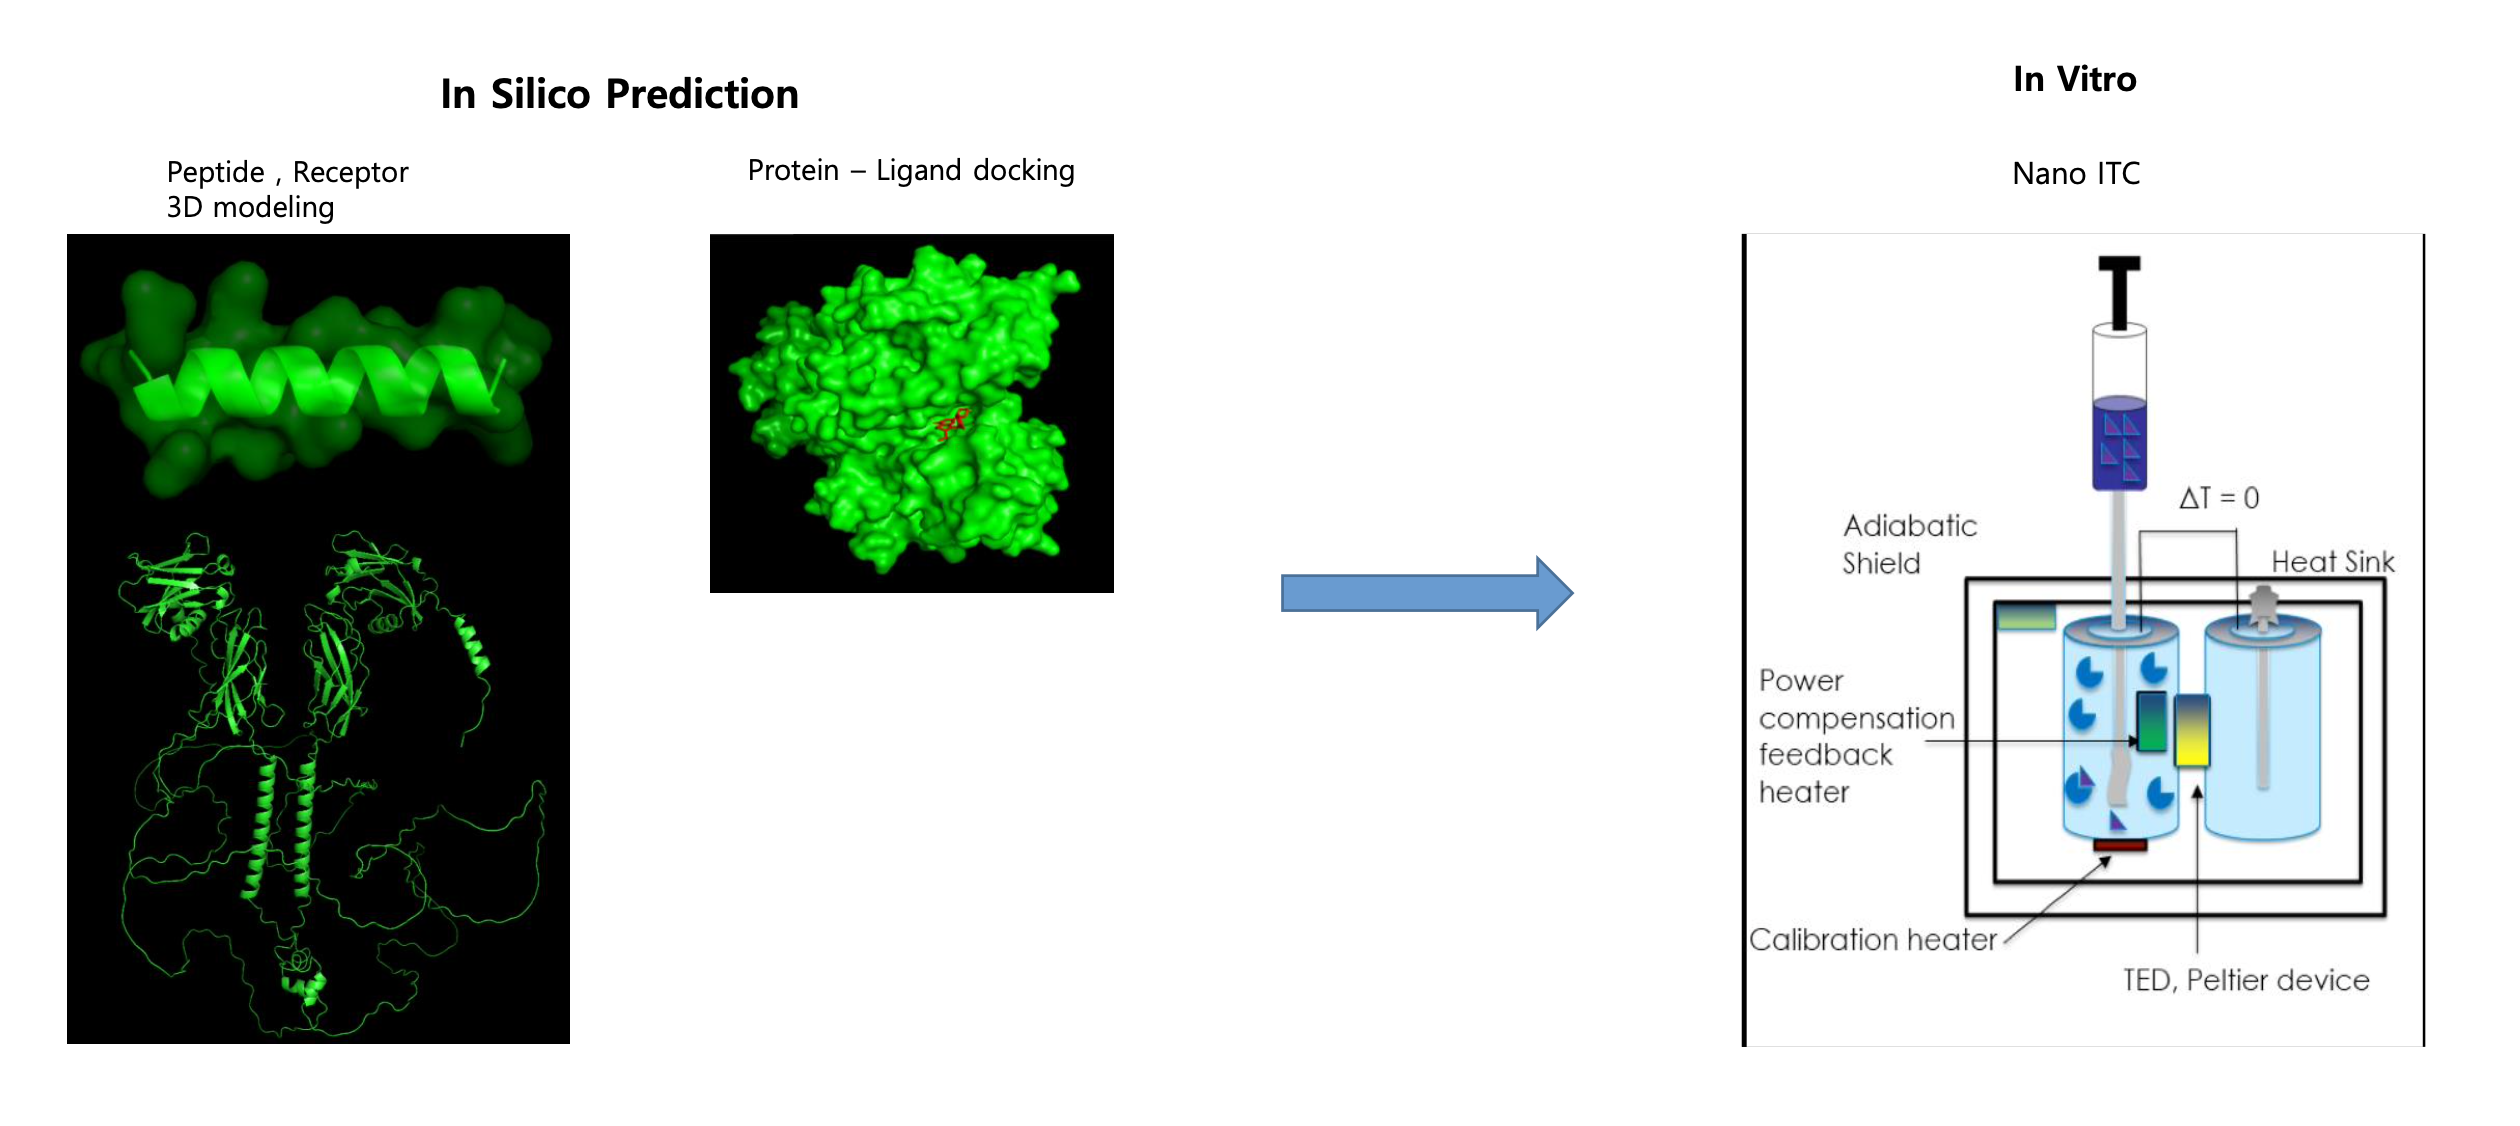 In Silico Prediction
In Vitro
Peptide , Receptor
3D modeling
Protein – Ligand docking
Nano ITC
ΔT = 0
Adiabatic
Shield
Heat Sink
Power
compensation
feedback
heater
Calibration heater
TED, Peltier device